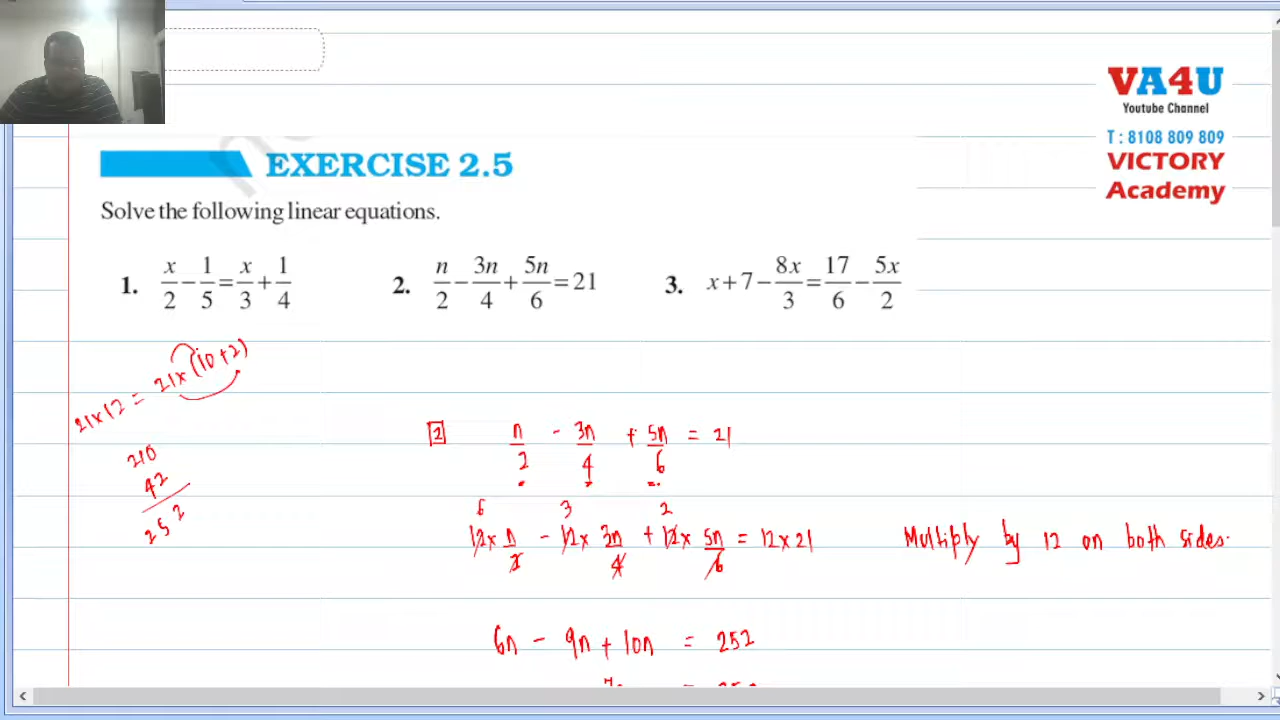 VA4U
Youtube Channel
T : 8108 809 809
VICTORY
Academy
EXERCISE 2.5
Solve the following linear equations.
1. x/2 − 1/5 = x/3 + 1/4
2. n/2 − 3n/4 + 5n/6 = 21
3. x + 7 − 8x/3 = 17/6 − 5x/2
21x12 = 21x(10+2)
210
42
252
2 n/2 - 3n/4 + 5n/6 = 21
6 3 2
12 x n/2 - 12 x 3n/4 + 12 x 5n/6 = 12 x 21 Multiply by 12 on both sides.
6n - 9n + 10n = 252